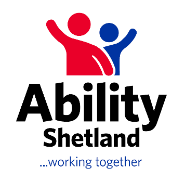 Ability
Shetland
...working together